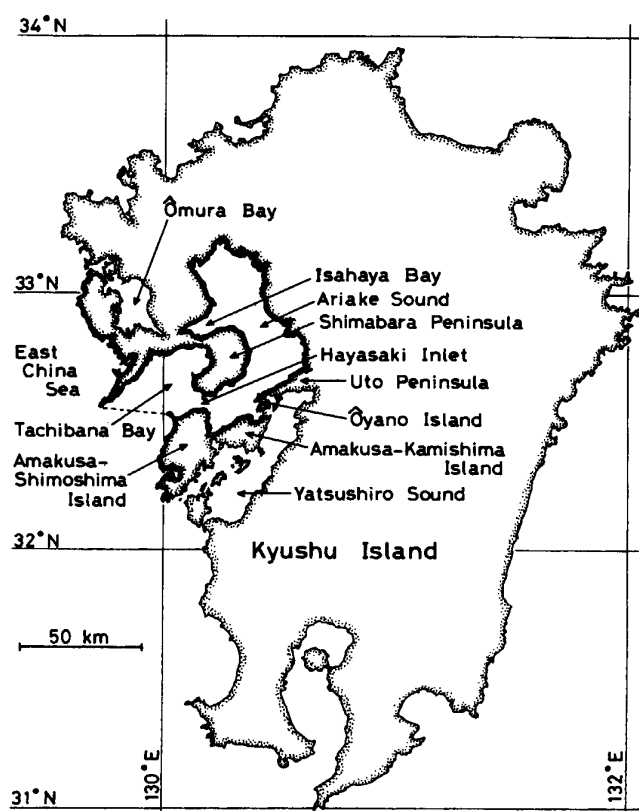 34°N
Ômura Bay
33°N
Isahaya Bay
Ariake Sound
Shimabara Peninsula
East
China
Sea
Hayasaki Inlet
Uto Peninsula
Tachibana Bay
Ôyano Island
Amakusa-
Shimoshima
Island
Amakusa-Kamishima
Island
Yatsushiro Sound
32°N
Kyushu Island
50 km
130°E
132°E
31°N